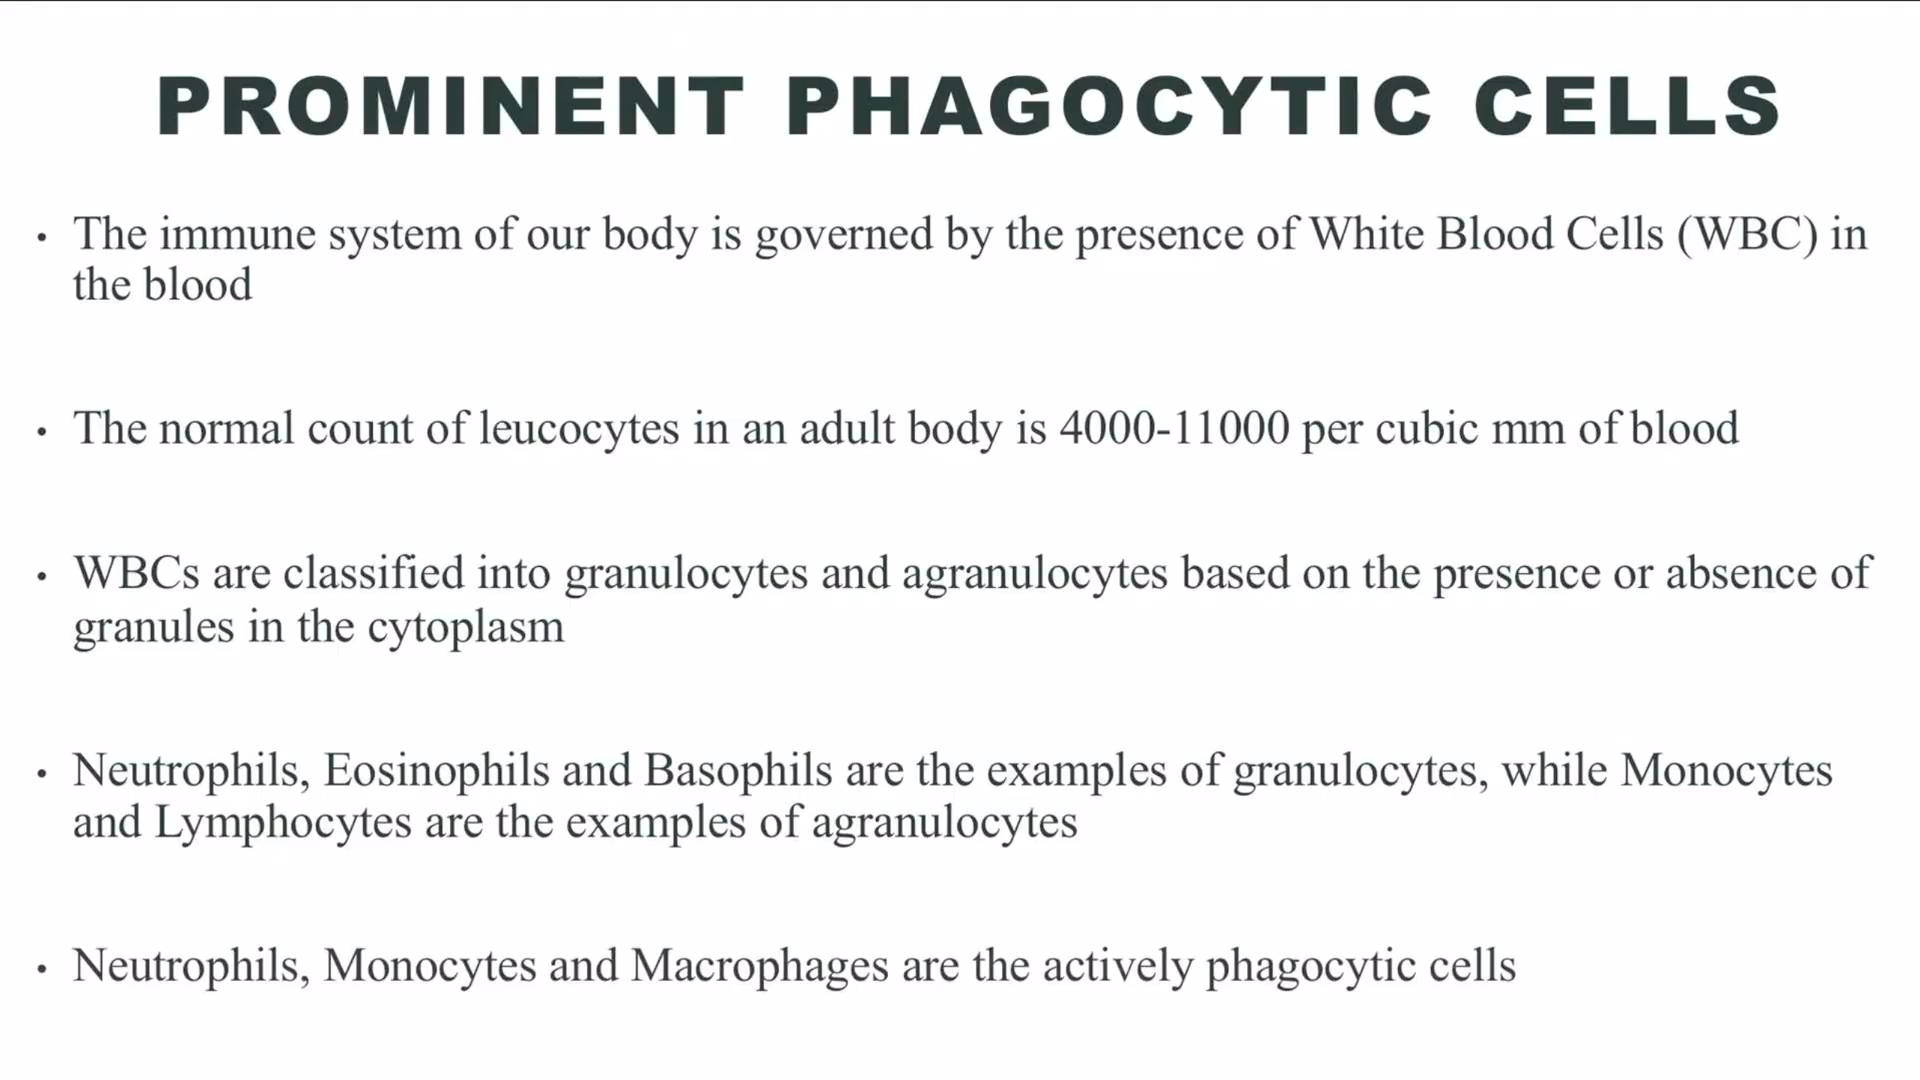 PROMINENT PHAGOCYTIC CELLS
• The immune system of our body is governed by the presence of White Blood Cells (WBC) in
the blood
• The normal count of leucocytes in an adult body is 4000-11000 per cubic mm of blood
• WBCs are classified into granulocytes and agranulocytes based on the presence or absence of
granules in the cytoplasm
• Neutrophils, Eosinophils and Basophils are the examples of granulocytes, while Monocytes
and Lymphocytes are the examples of agranulocytes
• Neutrophils, Monocytes and Macrophages are the actively phagocytic cells